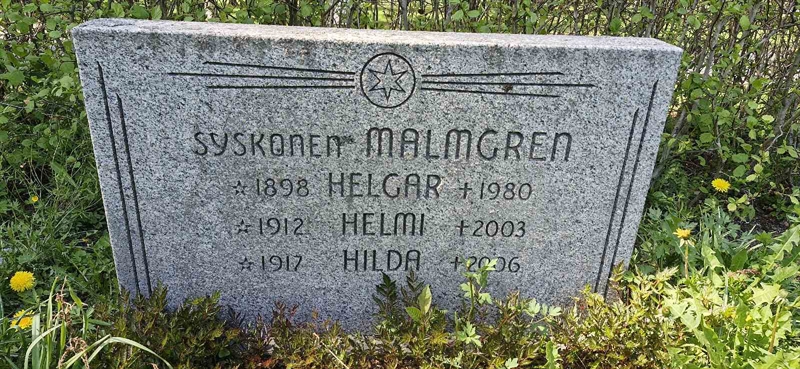 SYSKONEN MALMGREN
☆ 1898 HELGAR + 1980
☆ 1912 HELMI + 2003
☆ 1917 HILDA + 2006